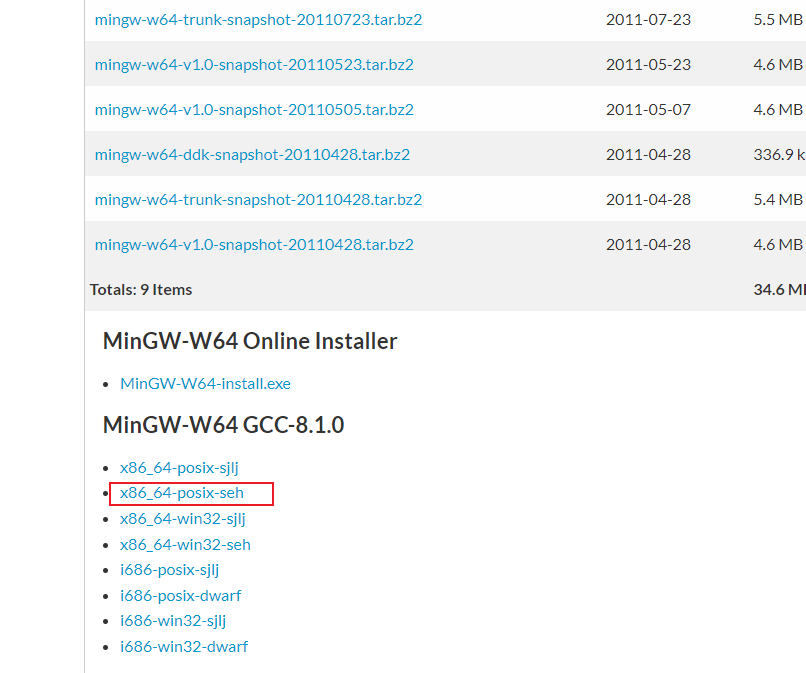 mingw-w64-trunk-snapshot-20110723.tar.bz2 2011-07-23 5.5 MB
mingw-w64-v1.0-snapshot-20110523.tar.bz2 2011-05-23 4.6 MB
mingw-w64-v1.0-snapshot-20110505.tar.bz2 2011-05-07 4.6 MB
mingw-w64-ddk-snapshot-20110428.tar.bz2 2011-04-28 336.9 k
mingw-w64-trunk-snapshot-20110428.tar.bz2 2011-04-28 5.4 MB
mingw-w64-v1.0-snapshot-20110428.tar.bz2 2011-04-28 4.6 MB
Totals: 9 Items 34.6 M
MinGW-W64 Online Installer
• MinGW-W64-install.exe
MinGW-W64 GCC-8.1.0
• x86_64-posix-sjlj
• x86_64-posix-seh
• x86_64-win32-sjlj
• x86_64-win32-seh
• i686-posix-sjlj
• i686-posix-dwarf
• i686-win32-sjlj
• i686-win32-dwarf